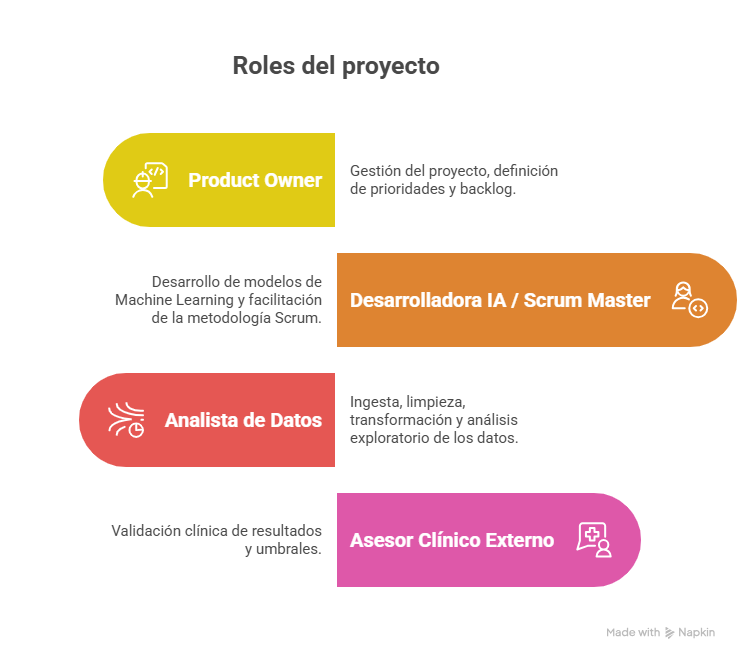 Roles del proyecto
Product Owner
Gestión del proyecto, definición
de prioridades y backlog.
Desarrollo de modelos de
Machine Learning y facilitación
de la metodología Scrum.
Desarrolladora IA / Scrum Master
Analista de Datos
Ingesta, limpieza,
transformación y análisis
exploratorio de los datos.
Validación clínica de resultados
y umbrales.
Asesor Clínico Externo
Made with Napkin